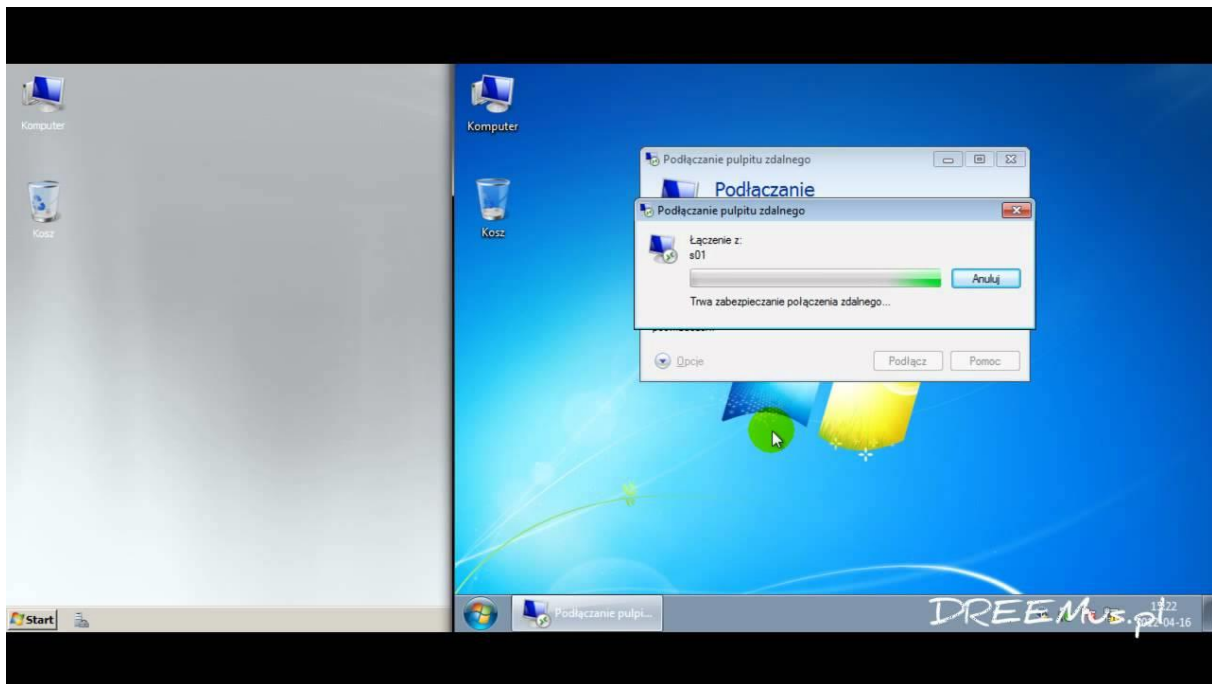 Komputer
Kosz
Start
Komputer
Kosz
Podłączanie pulpitu zdalnego
Podłączanie
Podłączanie pulpitu zdalnego
Łączenie z:
s01
Anuluj
Trwa zabezpieczanie połączenia zdalnego...
Opcje
Podłącz
Pomoc
Podłączanie pulpi...
DREEMus.pl